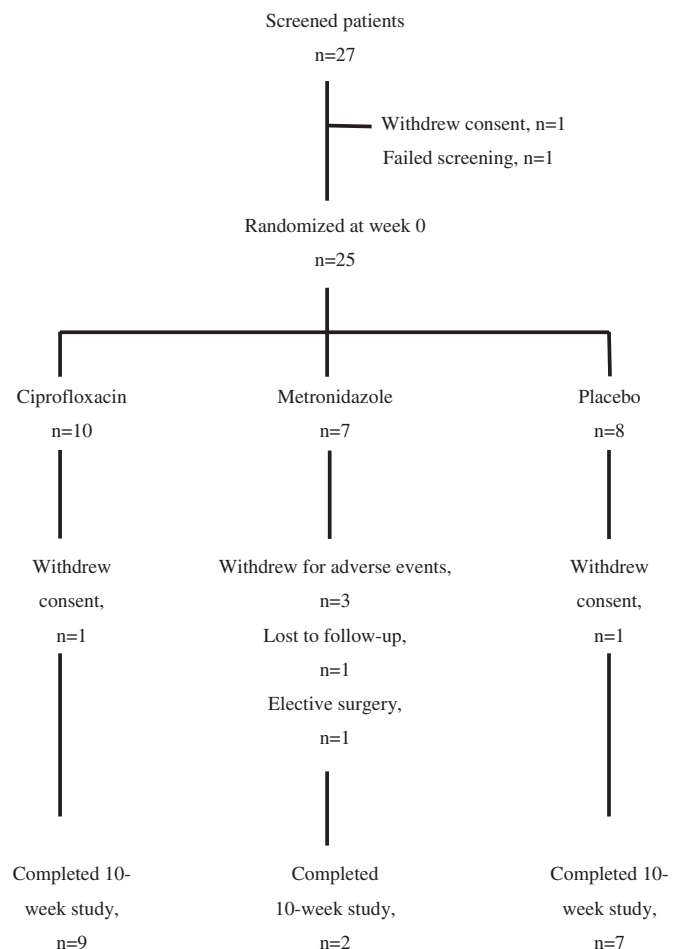 Screened patients
n=27
Withdrew consent, n=1
Failed screening, n=1
Randomized at week 0
n=25
Ciprofloxacin
n=10
Metronidazole
n=7
Placebo
n=8
Withdrew
consent,
n=1
Withdrew for adverse events,
n=3
Lost to follow-up,
n=1
Elective surgery,
n=1
Withdrew
consent,
n=1
Completed 10-
week study,
n=9
Completed
10-week study,
n=2
Completed 10-
week study,
n=7